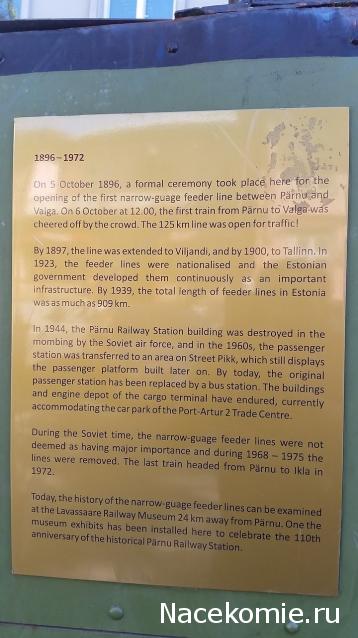 1896 – 1972
On 5 October 1896, a formal ceremony took place here for the
opening of the first narrow-guage feeder line between Pärnu and
Valga. On 6 October at 12.00, the first train from Pärnu to Valga was
cheered off by the crowd. The 125 km line was open for traffic!
By 1897, the line was extended to Viljandi, and by 1900, to Tallinn. In
1923, the feeder lines were nationalised and the Estonian
government developed them continuously as an important
infrastructure. By 1939, the total length of feeder lines in Estonia
was as much as 909 km.
In 1944, the Pärnu Railway Station building was destroyed in the
mombing by the Soviet air force, and in the 1960s, the passenger
station was transferred to an area on Street Pikk, which still displays
the passenger platform built later on. By today, the original
passenger station has been replaced by a bus station. The buildings
and engine depot of the cargo terminal have endured, currently
accommodating the car park of the Port-Artur 2 Trade Centre.
During the Soviet time, the narrow-guage feeder lines were not
deemed as having major importance and during 1968 – 1975 the
lines were removed. The last train headed from Pärnu to Ikla in
1972.
Today, the history of the narrow-guage feeder lines can be examined
at the Lavassaare Railway Museum 24 km away from Pärnu. One the
museum exhibits has been installed here to celebrate the 110th
anniversary of the historical Pärnu Railway Station.
Nacekomie.ru